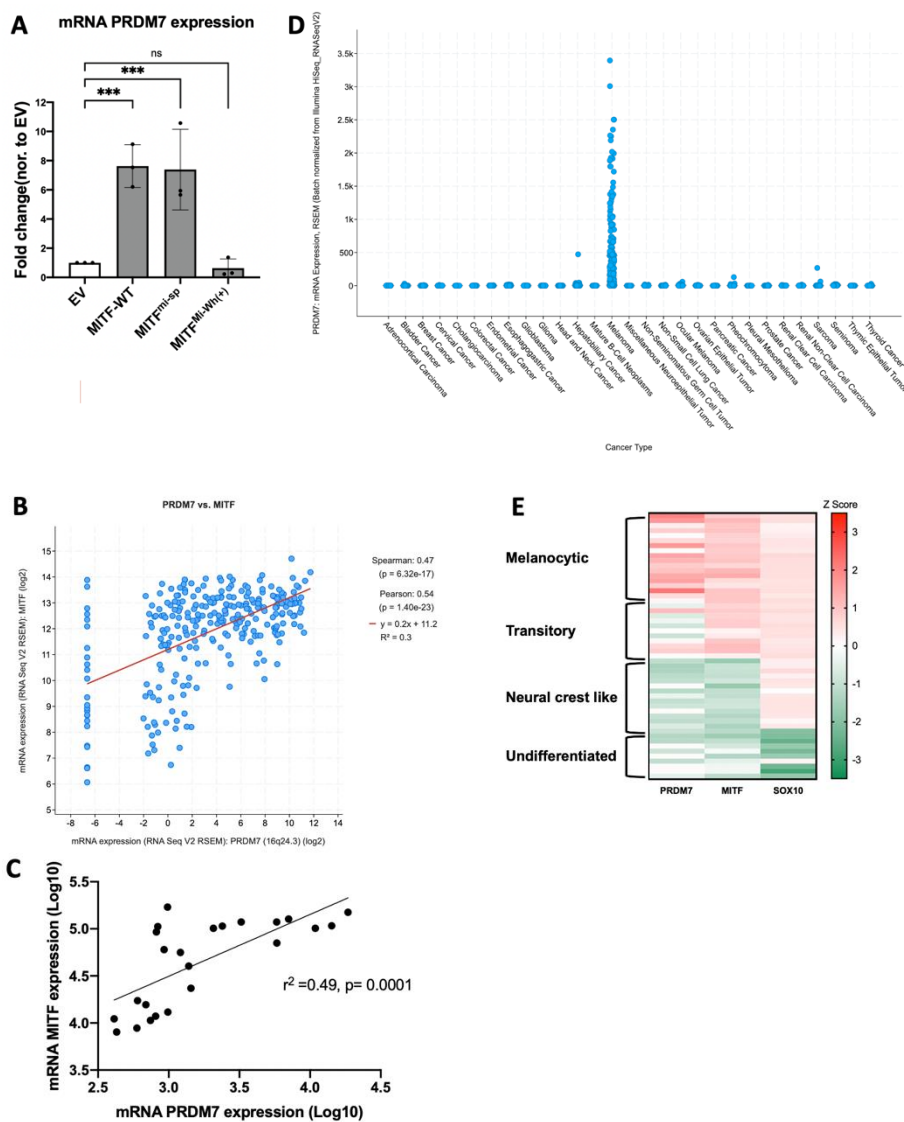 A
mRNA PRDM7 expression
ns
***
***
Fold change(nor. to EV)
12
10
8
6
4
2
0
EV
MITF-WT
MITFmi-sp
MITFMi-Wh(+)
D
PRDM7: mRNA Expression, RSEM (Batch normalized from Illumina HiSeq_RNASeqV2)
3.5k
3k
2.5k
2k
1.5k
1k
500
0
Adrenocortical Carcinoma
Bladder Cancer
Breast Cancer
Cervical Cancer
Cholangiocarcinoma
Colorectal Cancer
Endometrial Cancer
Esophagogastric Cancer
Glioblastoma
Glioma
Head and Neck Cancer
Hepatobiliary Cancer
Mature B-Cell Neoplasms
Melanoma
Miscellaneous Neuroepithelial Tumor
Non-Seminomatous Germ Cell Tumor
Non-Small Cell Lung Cancer
Ocular Melanoma
Ovarian Epithelial Tumor
Pancreatic Cancer
Pheochromocytoma
Pleural Mesothelioma
Prostate Cancer
Renal Clear Cell Carcinoma
Renal Non-Clear Cell Carcinoma
Sarcoma
Seminoma
Thymic Epithelial Tumor
Thyroid Cancer
Cancer Type
B
PRDM7 vs. MITF
mRNA expression (RNA Seq V2 RSEM): MITF (log2)
15
14
13
12
11
10
9
8
7
6
5
-8 -6 -4 -2 0 2 4 6 8 10 12 14
mRNA expression (RNA Seq V2 RSEM): PRDM7 (16q24.3) (log2)
Spearman: 0.47
(p = 6.32e-17)
Pearson: 0.54
(p = 1.40e-23)
y = 0.2x + 11.2
R² = 0.3
E
Z Score
Melanocytic
Transitory
Neural crest like
Undifferentiated
3
2
1
0
-1
-2
-3
PRDM7 MITF SOX10
C
mRNA MITF expression (Log10)
5.5
5.0
4.5
4.0
3.5
r2 =0.49, p= 0.0001
2.5 3.0 3.5 4.0 4.5
mRNA PRDM7 expression (Log10)